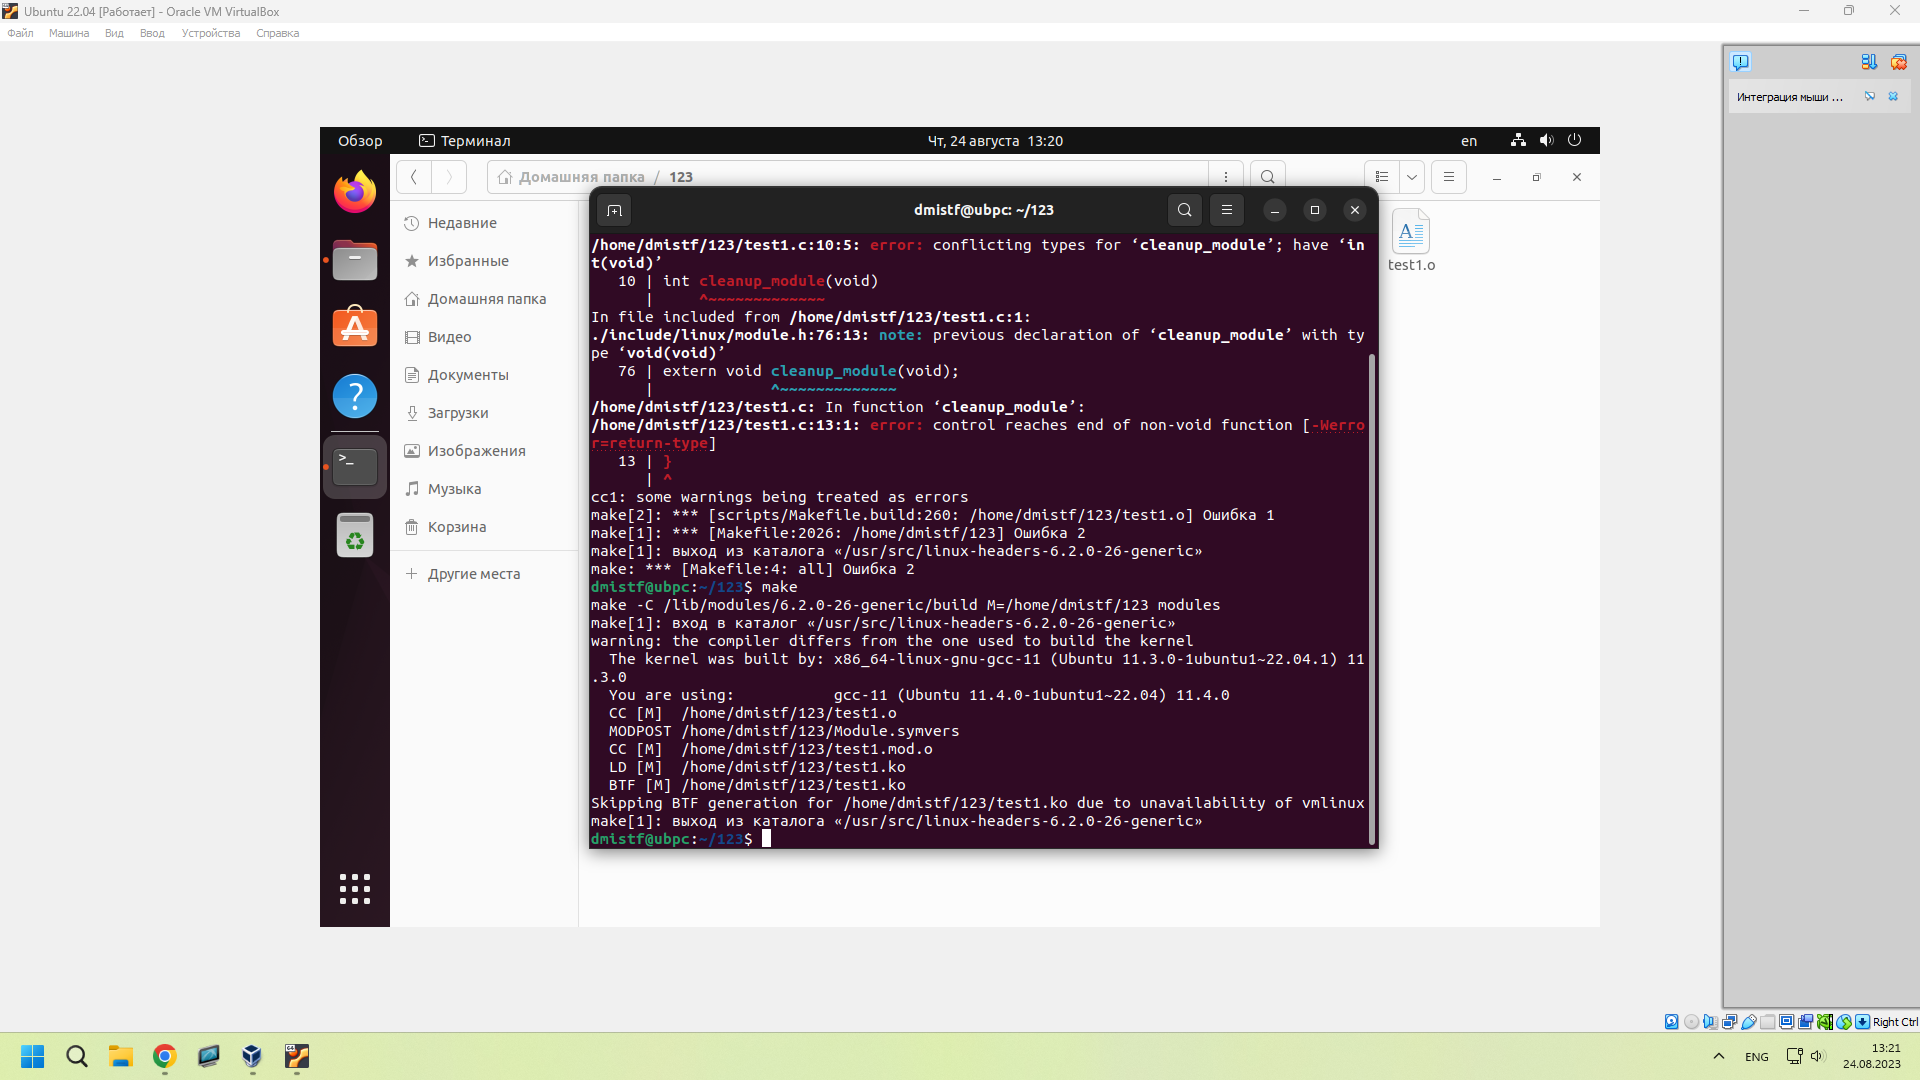 Ubuntu 22.04 [Работает] - Oracle VM VirtualBox
Файл Машина Вид Ввод Устройства Справка
Интеграция мыши ...
Обзор Терминал Чт, 24 августа 13:20 en
Домашняя папка / 123
dmistf@ubpc: ~/123
Недавние
Избранные
Домашняя папка
Видео
Документы
Загрузки
Изображения
Музыка
Корзина
Другие места
test1.o
/home/dmistf/123/test1.c:10:5: error: conflicting types for ‘cleanup_module’; have ‘in
t(void)’
10 | int cleanup_module(void)
| ^~~~~~~~~~~~~~
In file included from /home/dmistf/123/test1.c:1:
./include/linux/module.h:76:13: note: previous declaration of ‘cleanup_module’ with ty
pe ‘void(void)’
76 | extern void cleanup_module(void);
| ^~~~~~~~~~~~~~
/home/dmistf/123/test1.c: In function ‘cleanup_module’:
/home/dmistf/123/test1.c:13:1: error: control reaches end of non-void function [-Werro
r=return-type]
13 | }
| ^
cc1: some warnings being treated as errors
make[2]: *** [scripts/Makefile.build:260: /home/dmistf/123/test1.o] Ошибка 1
make[1]: *** [Makefile:2026: /home/dmistf/123] Ошибка 2
make[1]: выход из каталога «/usr/src/linux-headers-6.2.0-26-generic»
make: *** [Makefile:4: all] Ошибка 2
dmistf@ubpc:~/123$ make
make -C /lib/modules/6.2.0-26-generic/build M=/home/dmistf/123 modules
make[1]: вход в каталог «/usr/src/linux-headers-6.2.0-26-generic»
warning: the compiler differs from the one used to build the kernel
The kernel was built by: x86_64-linux-gnu-gcc-11 (Ubuntu 11.3.0-1ubuntu1~22.04.1) 11
.3.0
You are using: gcc-11 (Ubuntu 11.4.0-1ubuntu1~22.04) 11.4.0
CC [M] /home/dmistf/123/test1.o
MODPOST /home/dmistf/123/Module.symvers
CC [M] /home/dmistf/123/test1.mod.o
LD [M] /home/dmistf/123/test1.ko
BTF [M] /home/dmistf/123/test1.ko
Skipping BTF generation for /home/dmistf/123/test1.ko due to unavailability of vmlinux
make[1]: выход из каталога «/usr/src/linux-headers-6.2.0-26-generic»
dmistf@ubpc:~/123$
Right Ctrl
ENG
13:21
24.08.2023